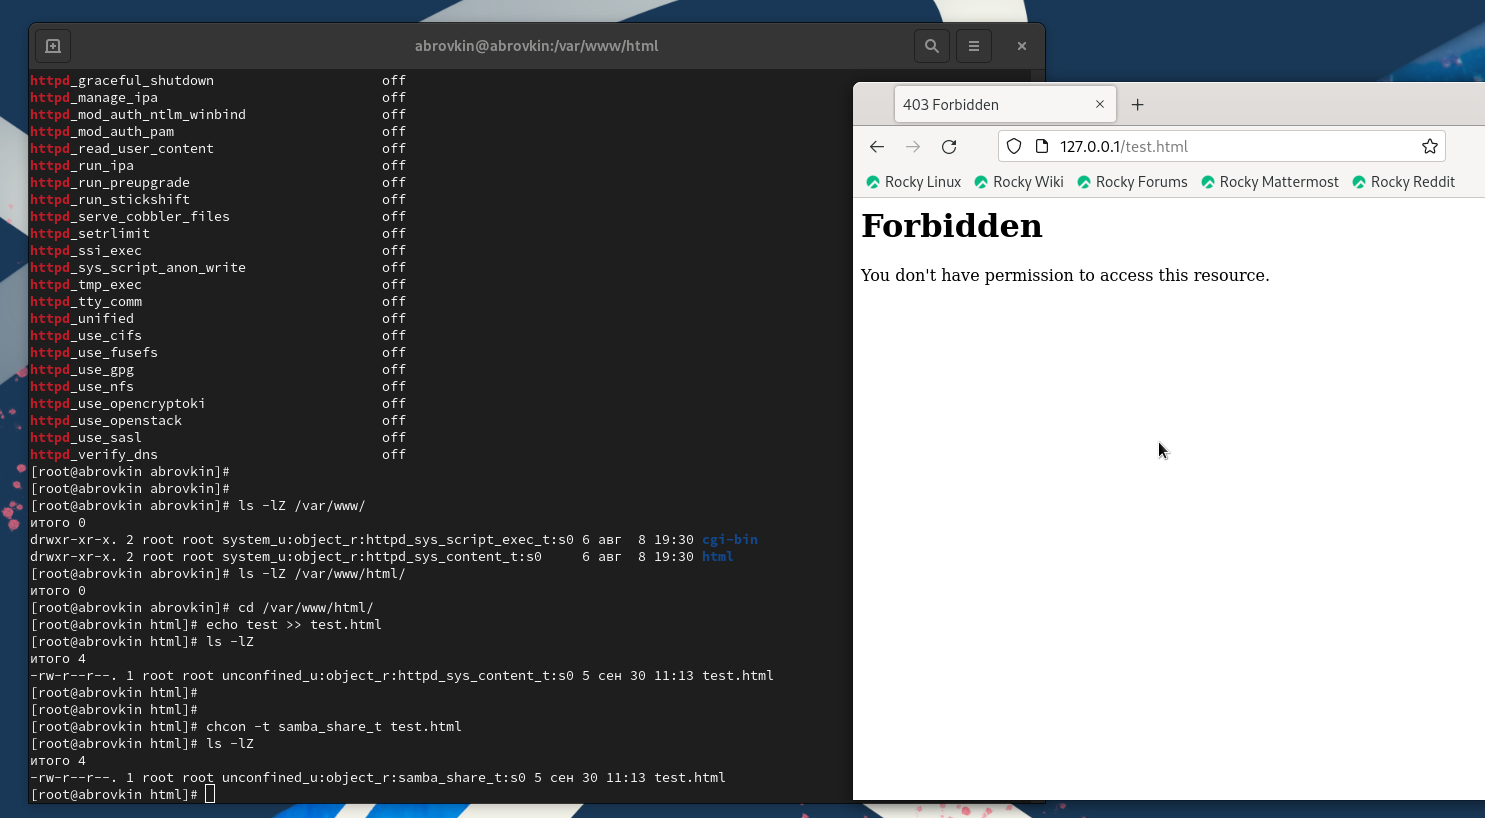 abrovkin@abrovkin:/var/www/html
httpd_graceful_shutdown off
httpd_manage_ipa off
httpd_mod_auth_ntlm_winbind off
httpd_mod_auth_pam off
httpd_read_user_content off
httpd_run_ipa off
httpd_run_preupgrade off
httpd_run_stickshift off
httpd_serve_cobbler_files off
httpd_setrlimit off
httpd_ssi_exec off
httpd_sys_script_anon_write off
httpd_tmp_exec off
httpd_tty_comm off
httpd_unified off
httpd_use_cifs off
httpd_use_fusefs off
httpd_use_gpg off
httpd_use_nfs off
httpd_use_opencryptoki off
httpd_use_openstack off
httpd_use_sasl off
httpd_verify_dns off
[root@abrovkin abrovkin]#
[root@abrovkin abrovkin]#
[root@abrovkin abrovkin]# ls -lZ /var/www/
итого 0
drwxr-xr-x. 2 root root system_u:object_r:httpd_sys_script_exec_t:s0 6 авг  8 19:30 cgi-bin
drwxr-xr-x. 2 root root system_u:object_r:httpd_sys_content_t:s0     6 авг  8 19:30 html
[root@abrovkin abrovkin]# ls -lZ /var/www/html/
итого 0
[root@abrovkin abrovkin]# cd /var/www/html/
[root@abrovkin html]# echo test >> test.html
[root@abrovkin html]# ls -lZ
итого 4
-rw-r--r--. 1 root root unconfined_u:object_r:httpd_sys_content_t:s0 5 сен 30 11:13 test.html
[root@abrovkin html]#
[root@abrovkin html]#
[root@abrovkin html]# chcon -t samba_share_t test.html
[root@abrovkin html]# ls -lZ
итого 4
-rw-r--r--. 1 root root unconfined_u:object_r:samba_share_t:s0 5 сен 30 11:13 test.html
[root@abrovkin html]#
403 Forbidden
127.0.0.1/test.html
Rocky Linux Rocky Wiki Rocky Forums Rocky Mattermost Rocky Reddit
Forbidden
You don't have permission to access this resource.